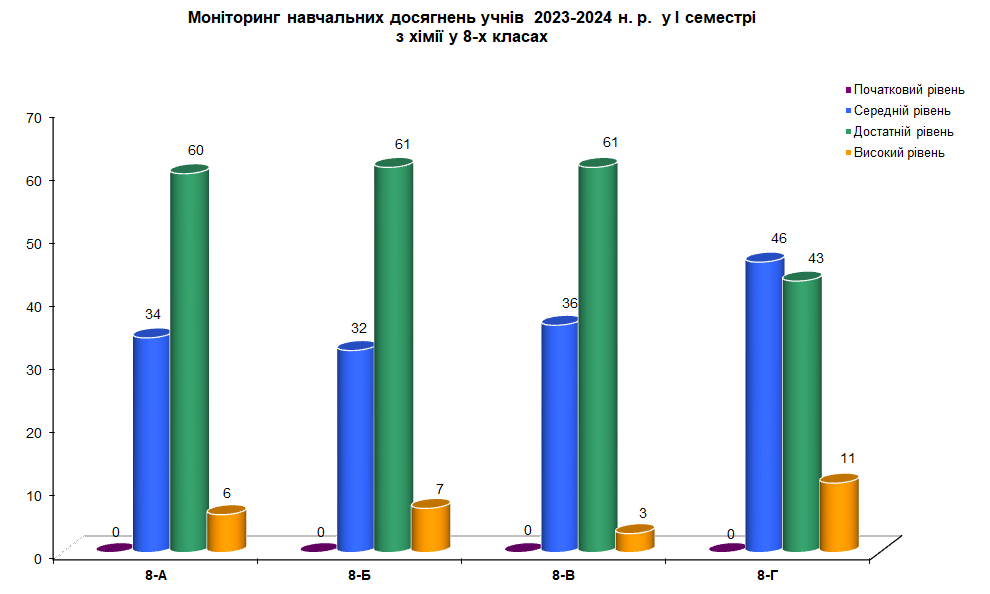 Моніторинг навчальних досягнень учнів 2023-2024 н. р. у І семестрі
з хімії у 8-х класах
Початковий рівень
Середній рівень
Достатній рівень
Високий рівень
70
60
50
40
30
20
10
0
0
34
60
6
0
32
61
7
0
36
61
3
0
46
43
11
8-А
8-Б
8-В
8-Г